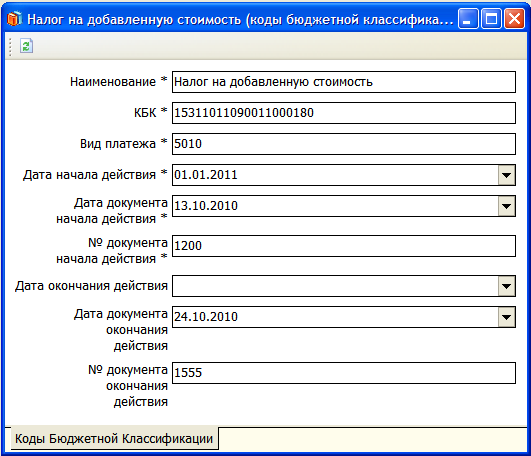 Налог на добавленную стоимость (коды бюджетной классифика...
Наименование * Налог на добавленную стоимость
КБК * 15311011090011000180
Вид платежа * 5010
Дата начала действия * 01.01.2011
Дата документа
начала действия * 13.10.2010
№ документа
начала действия * 1200
Дата окончания действия
Дата документа
окончания
действия 24.10.2010
№ документа
окончания
действия 1555
Коды Бюджетной Классификации